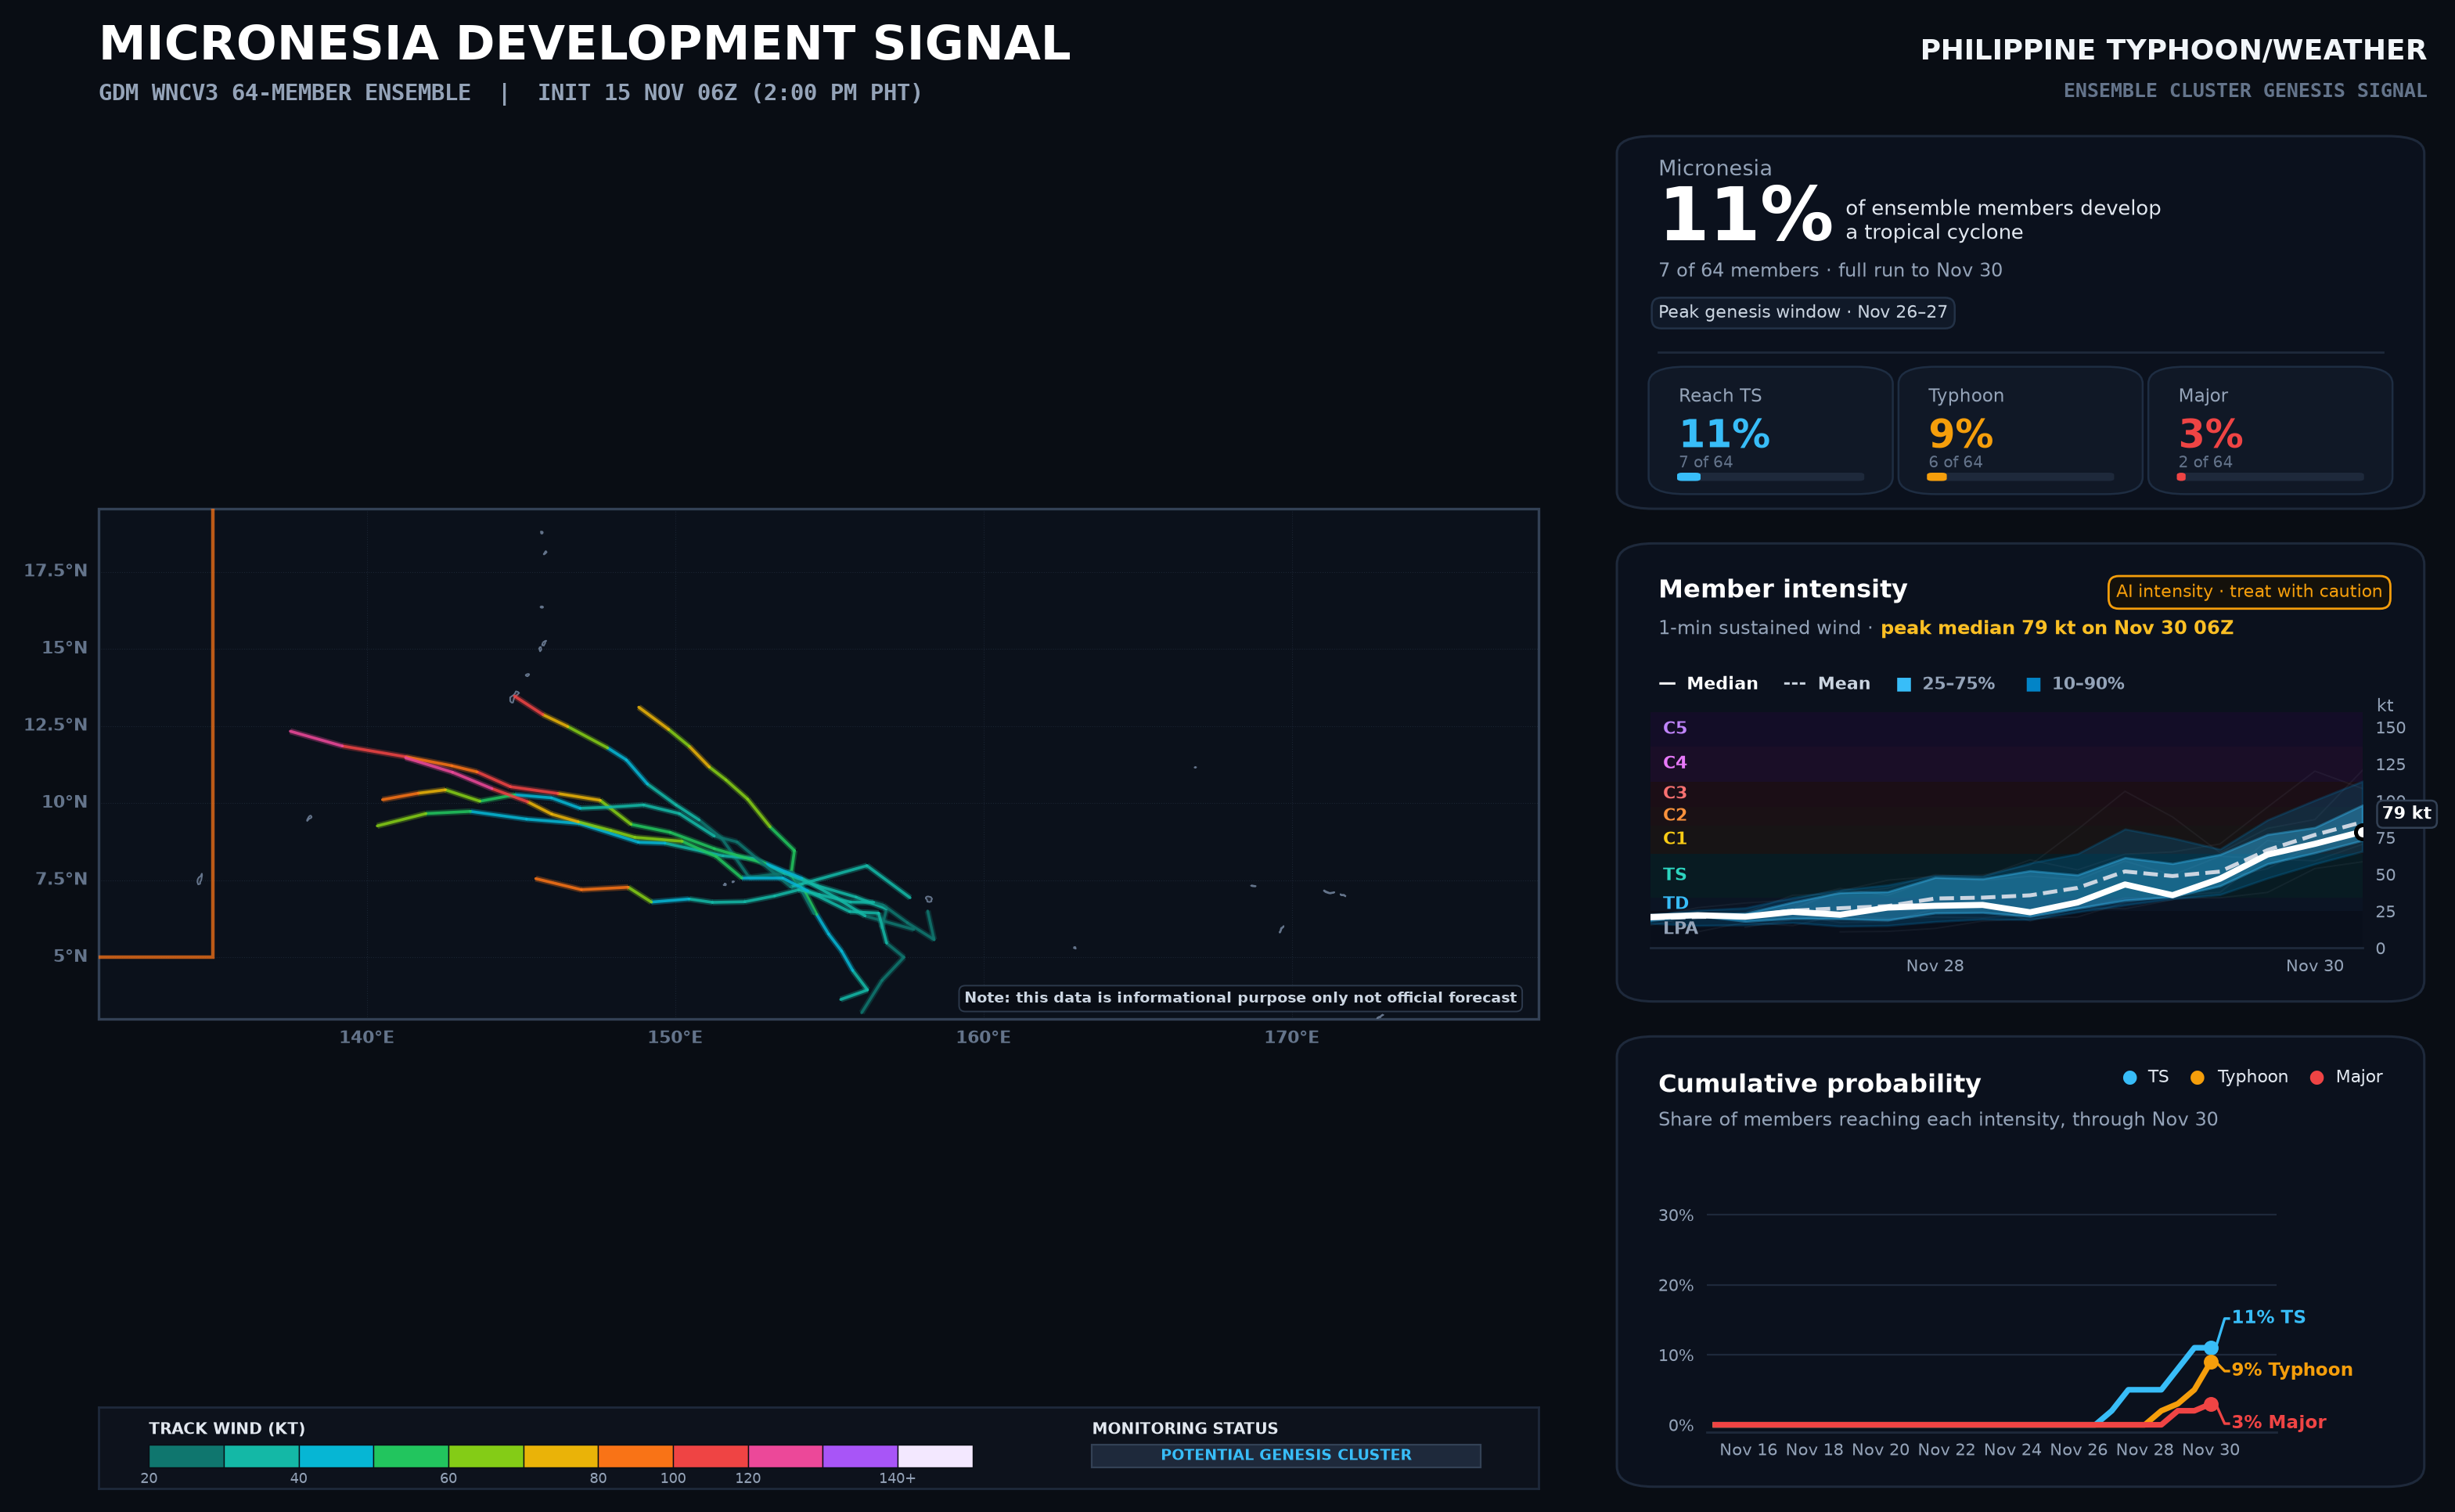 MICRONESIA DEVELOPMENT SIGNAL
GDM WNCV3 64-MEMBER ENSEMBLE | INIT 15 NOV 06Z (2:00 PM PHT)
PHILIPPINE TYPHOON/WEATHER
ENSEMBLE CLUSTER GENESIS SIGNAL
17.5°N
15°N
12.5°N
10°N
7.5°N
5°N
140°E
150°E
160°E
170°E
Note: this data is informational purpose only not official forecast
TRACK WIND (KT)
20
40
60
80
100
120
140+
MONITORING STATUS
POTENTIAL GENESIS CLUSTER
Micronesia
11%
of ensemble members develop
a tropical cyclone
7 of 64 members · full run to Nov 30
Peak genesis window · Nov 26–27
Reach TS
11%
7 of 64
Typhoon
9%
6 of 64
Major
3%
2 of 64
Member intensity
AI intensity · treat with caution
1-min sustained wind · peak median 79 kt on Nov 30 06Z
Median
Mean
25–75%
10–90%
kt
C5
C4
C3
C2
C1
TS
TD
LPA
150
125
100
79 kt
75
50
25
0
Nov 28
Nov 30
Cumulative probability
TS
Typhoon
Major
Share of members reaching each intensity, through Nov 30
30%
20%
10%
0%
11% TS
9% Typhoon
3% Major
Nov 16
Nov 18
Nov 20
Nov 22
Nov 24
Nov 26
Nov 28
Nov 30